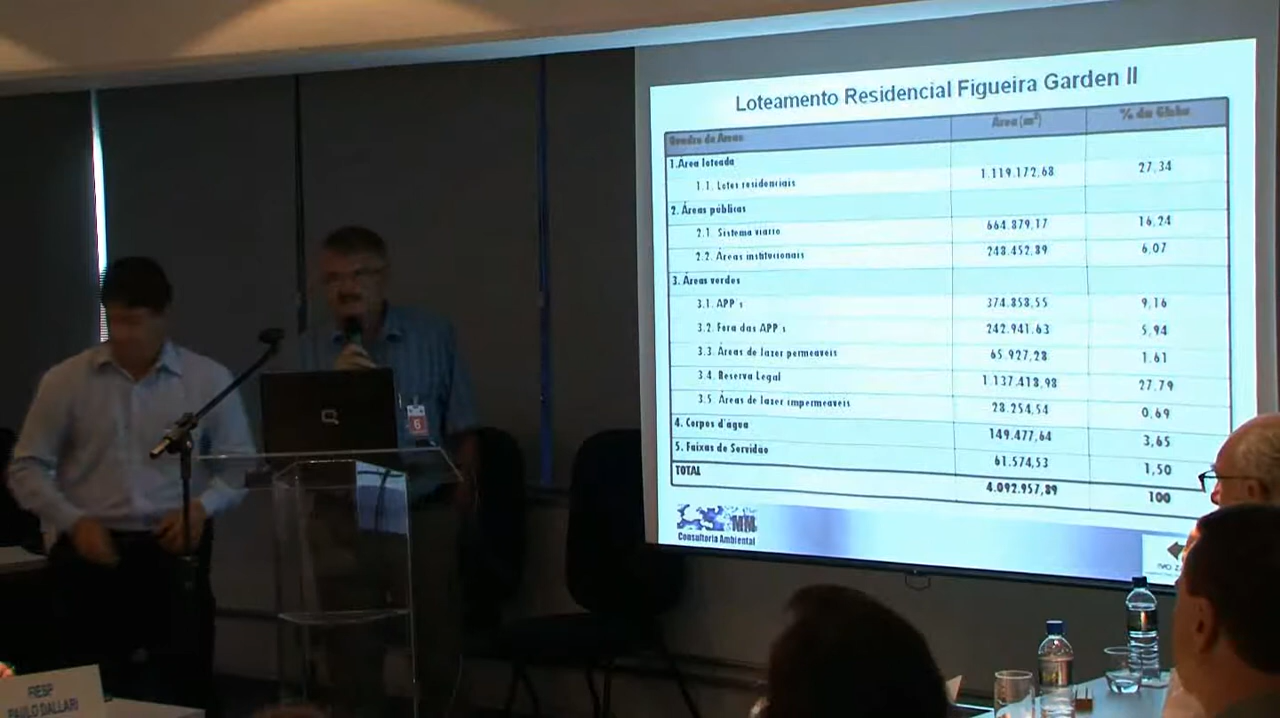 Loteamento Residencial Figueira Garden II
Quadro de Áreas Área (m²) % da Gleba
1.Área loteada
1.1. Lotes residenciais 1.119.172,68 27,34
2. Áreas públicas
2.1. Sistema viário 664.879,17 16,24
2.2. Áreas institucionais 248.452,89 6,07
3. Áreas verdes
3.1. APP's 374.858,55 9,16
3.2. Fora das APP's 242.941,63 5,94
3.3. Áreas de lazer permeáveis 65.927,28 1.61
3.4. Reserva Legal 1.137.418,98 27,79
3.5. Áreas de lazer impermeáveis 28.254,54 0,69
4. Corpos d'água 149.477,64 3,65
5. Faixas de Servidão 61.574,53 1,50
TOTAL 4.092.957,89 100
MM
Consultoria Ambiental
IVO
6
FIESP
PAULO DALLARI